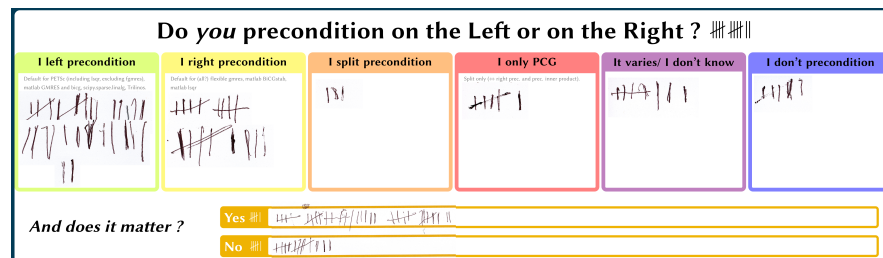 Do you precondition on the Left or on the Right ?
I left precondition
I right precondition
I split precondition
I only PCG
It varies/ I don't know
I don't precondition
Default for PETSc (including lsqr, excluding fgmres),
matlab GMRES and bicg, scipy.sparse.linalg, Trilinos.
Default for (all?) flexible gmres, matlab BiCGstab,
matlab lsqr
Split only (== right prec. and prec. inner product).
And does it matter ?
Yes
No